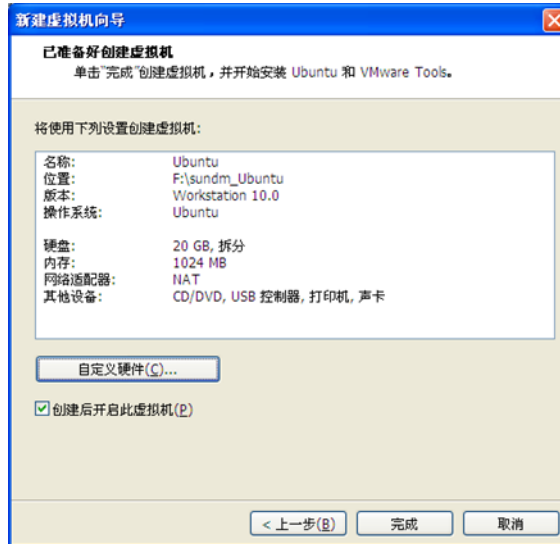 新建虚拟机向导
已准备好创建虚拟机
单击"完成"创建虚拟机，并开始安装 Ubuntu 和 VMware Tools。
将使用下列设置创建虚拟机:
名称: Ubuntu
位置: F:\sundm_Ubuntu
版本: Workstation 10.0
操作系统: Ubuntu
硬盘: 20 GB, 拆分
内存: 1024 MB
网络适配器: NAT
其他设备: CD/DVD, USB 控制器, 打印机, 声卡
自定义硬件(C)...
创建后开启此虚拟机(P)
< 上一步(B) 完成 取消